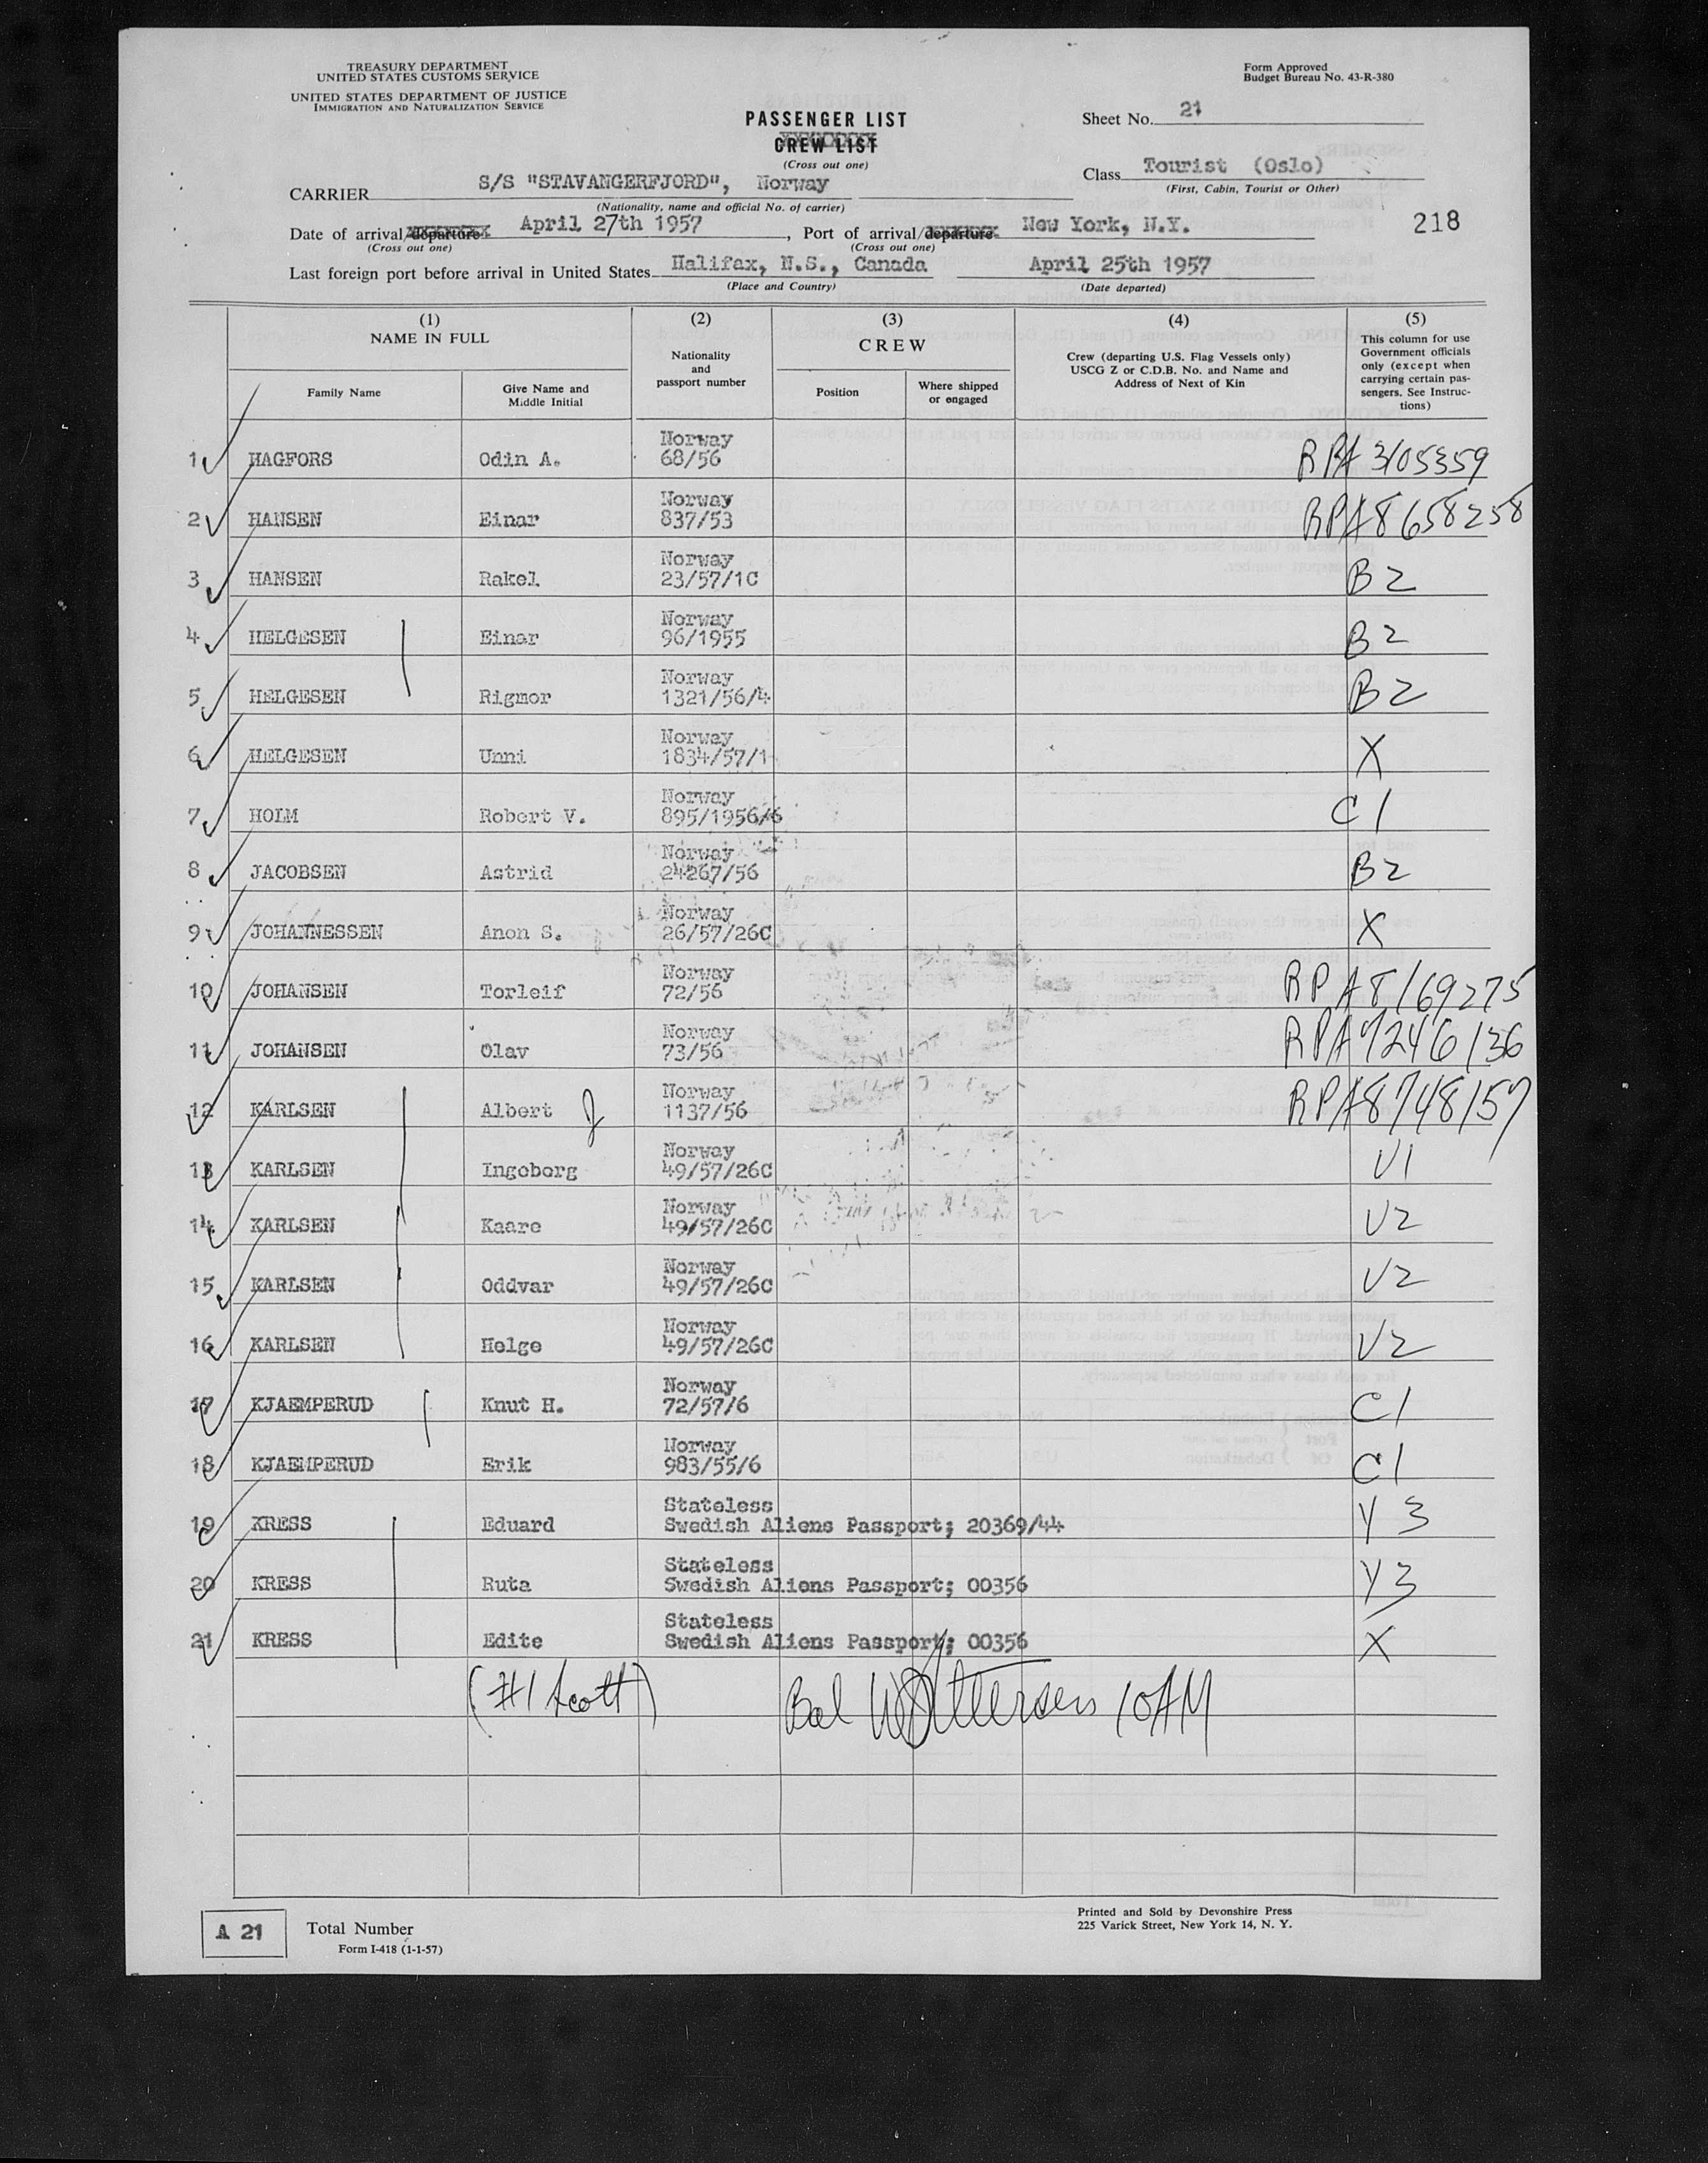 TREASURY DEPARTMENT
UNITED STATES CUSTOMS SERVICE
UNITED STATES DEPARTMENT OF JUSTICE
IMMIGRATION AND NATURALIZATION SERVICE
Form Approved
Budget Bureau No. 43-R-380
PASSENGER LIST
CREW LIST
(Cross out one)
Sheet No. 21
CARRIER S/S "STAVANGERFJORD", Norway
(Nationality, name and official No. of carrier)
Class Tourist (Oslo)
(First, Cabin, Tourist or Other)
Date of arrival/departure April 27th 1957, Port of arrival/departure New York, N.Y. 218
(Cross out one) (Cross out one)
Last foreign port before arrival in United States Halifax, N.S., Canada April 25th 1957
(Place and Country) (Date departed)
(1) (2) (3) (4) (5)
NAME IN FULL
Family Name
Give Name and Middle Initial
Nationality and passport number
CREW
Position
Where shipped or engaged
Crew (departing U.S. Flag Vessels only)
USCG Z or C.D.B. No. and Name and
Address of Next of Kin
This column for use
Government officials
only (except when
carrying certain pas-
sengers. See Instruc-
tions)
1 HAGFORS Odin A. Norway 68/56 RPA 3105359
2 HANSEN Einar Norway 837/53 RPA 8658258
3 HANSEN Rakel Norway 23/57/1C B2
4 HELGESEN Einar Norway 96/1955 B2
5 HELGESEN Rigmor Norway 1321/56/4 B2
6 HELGESEN Unni Norway 1834/57/1 X
7 HOLM Robert V. Norway 895/1956/6 C1
8 JACOBSEN Astrid Norway 24267/56 B2
9 JOHANNESSEN Anon S. Norway 26/57/26C X
10 JOHANSEN Torleif Norway 72/56 RPA 8169275
11 JOHANSEN Olav Norway 73/56 RPA 7246136
12 KARLSEN Albert J Norway 1137/56 RPA 8748157
13 KARLSEN Ingeborg Norway 49/57/26C V1
14 KARLSEN Kaare Norway 49/57/26C V2
15 KARLSEN Oddvar Norway 49/57/26C V2
16 KARLSEN Helge Norway 49/57/26C V2
17 KJAEMPERUD Knut H. Norway 72/57/6 C1
18 KJAEMPERUD Erik Norway 983/55/6 C1
19 KRESS Eduard Stateless Swedish Aliens Passport; 20369/44 Y3
20 KRESS Ruta Stateless Swedish Aliens Passport; 00356 Y3
21 KRESS Edite Stateless Swedish Aliens Passport; 00356 X
(#1 Scott) 10AM
A 21 Total Number
Form I-418 (1-1-57)
Printed and Sold by Devonshire Press
225 Varick Street, New York 14, N. Y.